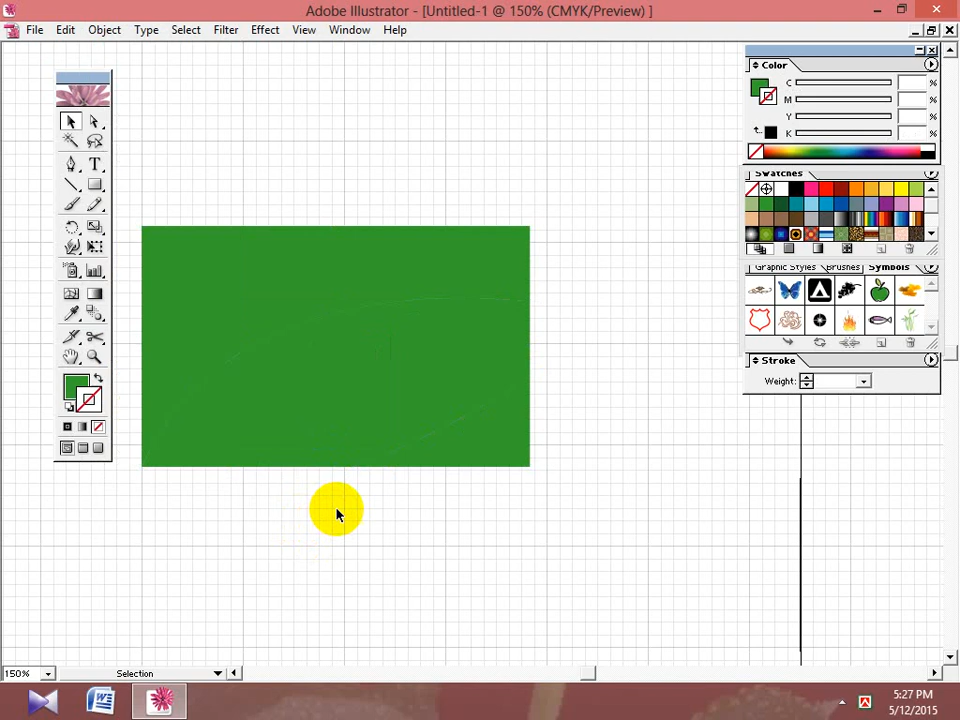 Adobe Illustrator - [Untitled-1 @ 150% (CMYK/Preview) ]
File Edit Object Type Select Filter Effect View Window Help
Color
C %
M %
Y %
K %
Swatches
Graphic Styles Brushes Symbols
Stroke
Weight:
150% Selection
5:27 PM
5/12/2015